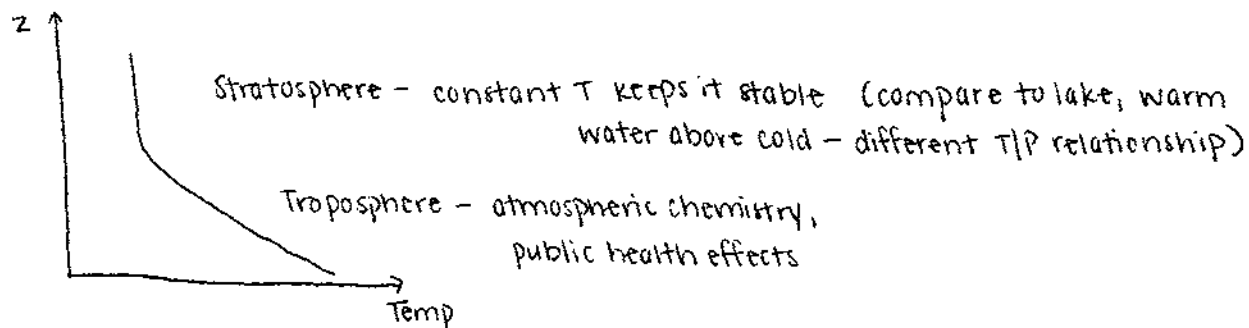 z
Stratosphere - constant T keeps it stable (compare to lake, warm
water above cold - different T/P relationship)
Troposphere - atmospheric chemistry,
public health effects
Temp